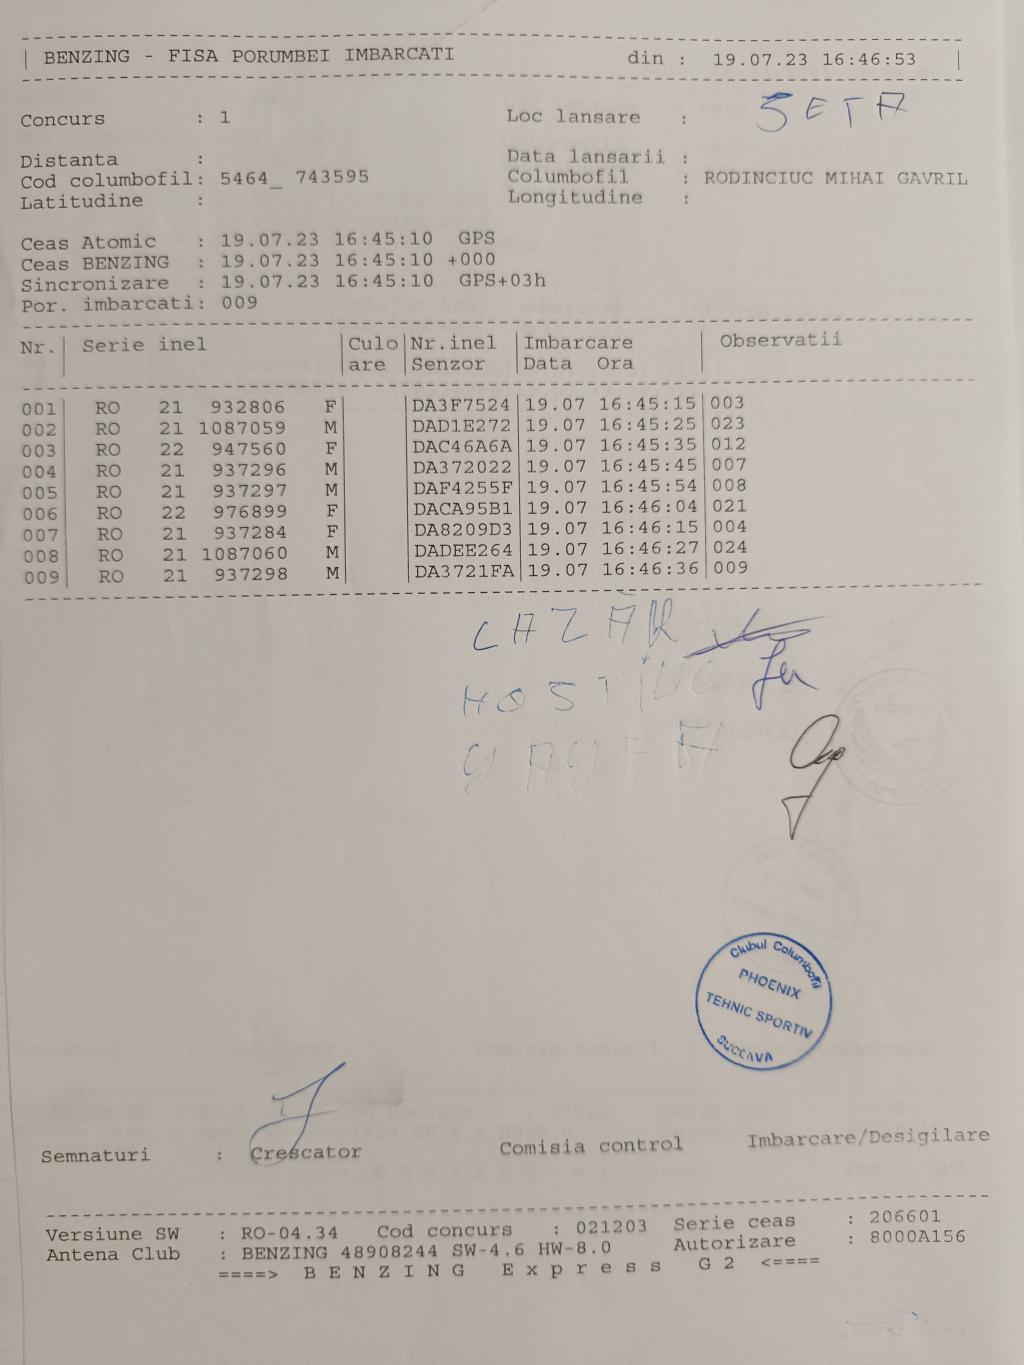 BENZING - FISA PORUMBEI IMBARCATI din : 19.07.23 16:46:53
Concurs : 1 Loc lansare : SETA
Distanta : Data lansarii :
Cod columbofil: 5464_ 743595 Columbofil : RODINCIUC MIHAI GAVRIL
Latitudine : Longitudine :
Ceas Atomic : 19.07.23 16:45:10 GPS
Ceas BENZING : 19.07.23 16:45:10 +000
Sincronizare : 19.07.23 16:45:10 GPS+03h
Por. imbarcati: 009
Nr. Serie inel Culo Nr.inel Imbarcare Observatii
are Senzor Data Ora
001 RO 21 932806 F DA3F7524 19.07 16:45:15 003
002 RO 21 1087059 M DAD1E272 19.07 16:45:25 023
003 RO 22 947560 F DAC46A6A 19.07 16:45:35 012
004 RO 21 937296 M DA372022 19.07 16:45:45 007
005 RO 21 937297 M DAF4255F 19.07 16:45:54 008
006 RO 22 976899 F DACA95B1 19.07 16:46:04 021
007 RO 21 937284 F DA8209D3 19.07 16:46:15 004
008 RO 21 1087060 M DADEE264 19.07 16:46:27 024
009 RO 21 937298 M DA3721FA 19.07 16:46:36 009
LAZĂR
HOSTIUC
Clubul Columbofil
PHOENIX
TEHNIC SPORTIV
SUCEAVA
Semnaturi : Crescator Comisia control Imbarcare/Desigilare
Versiune SW : RO-04.34 Cod concurs : 021203 Serie ceas : 206601
Antena Club : BENZING 48908244 SW-4.6 HW-8.0 Autorizare : 8000A156
====> B E N Z I N G E x p r e s s G 2 <====